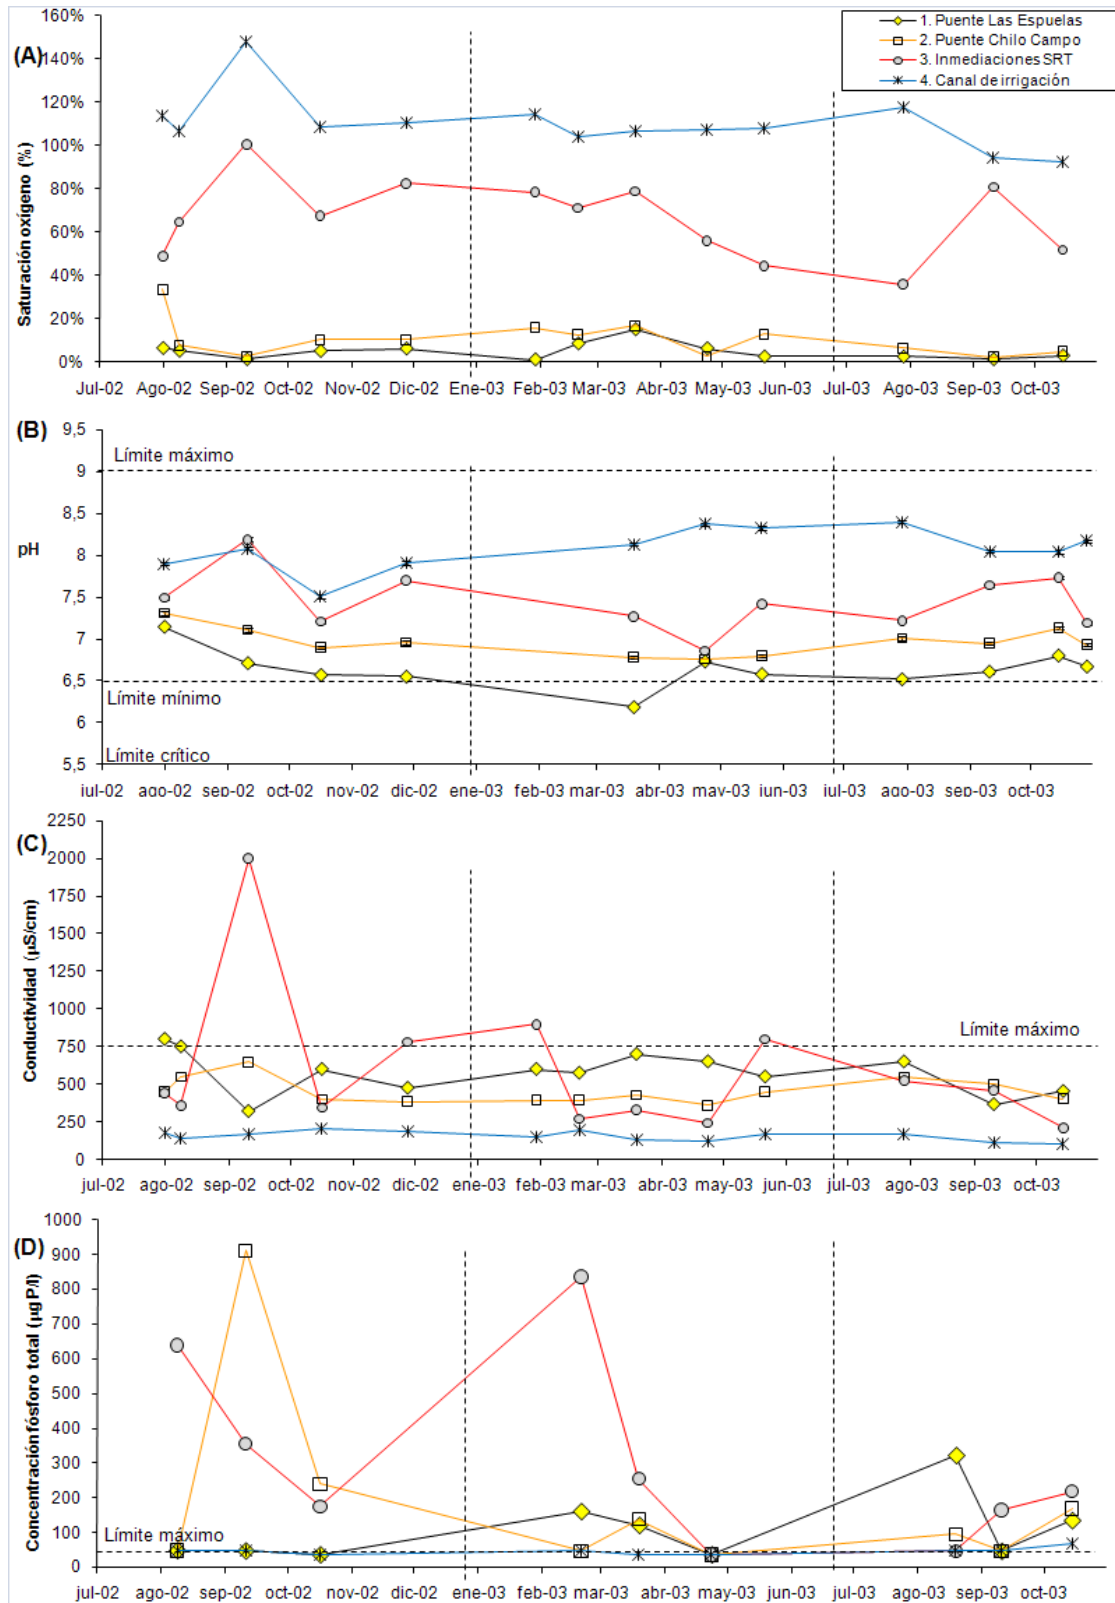 (A)
160%
140%
120%
100%
80%
60%
40%
20%
0%
Saturación oxígeno (%)
1. Puente Las Espuelas
2. Puente Chilo Campo
3. Inmediaciones SRT
4. Canal de irrigación
Jul-02 Ago-02 Sep-02 Oct-02 Nov-02 Dic-02 Ene-03 Feb-03 Mar-03 Abr-03 May-03 Jun-03 Jul-03 Ago-03 Sep-03 Oct-03
(B)
9,5
9
8,5
8
7,5
7
6,5
6
5,5
pH
Límite máximo
Límite mínimo
Límite crítico
jul-02 ago-02 sep-02 oct-02 nov-02 dic-02 ene-03 feb-03 mar-03 abr-03 may-03 jun-03 jul-03 ago-03 sep-03 oct-03
(C)
2250
2000
1750
1500
1250
1000
750
500
250
0
Conductividad (µS/cm)
Límite máximo
jul-02 ago-02 sep-02 oct-02 nov-02 dic-02 ene-03 feb-03 mar-03 abr-03 may-03 jun-03 jul-03 ago-03 sep-03 oct-03
(D)
1000
900
800
700
600
500
400
300
200
100
0
Concentración fósforo total (µg P/l)
Límite máximo
jul-02 ago-02 sep-02 oct-02 nov-02 dic-02 ene-03 feb-03 mar-03 abr-03 may-03 jun-03 jul-03 ago-03 sep-03 oct-03